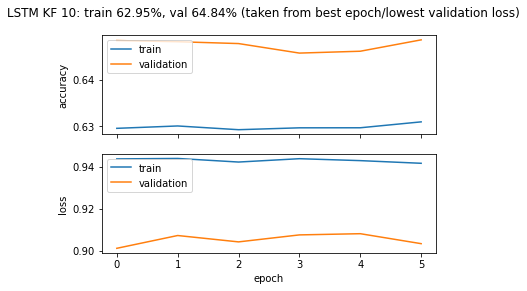 LSTM KF 10: train 62.95%, val 64.84% (taken from best epoch/lowest validation loss)
train
validation
0.64
0.63
accuracy
train
validation
0.94
0.92
0.90
loss
0 1 2 3 4 5
epoch